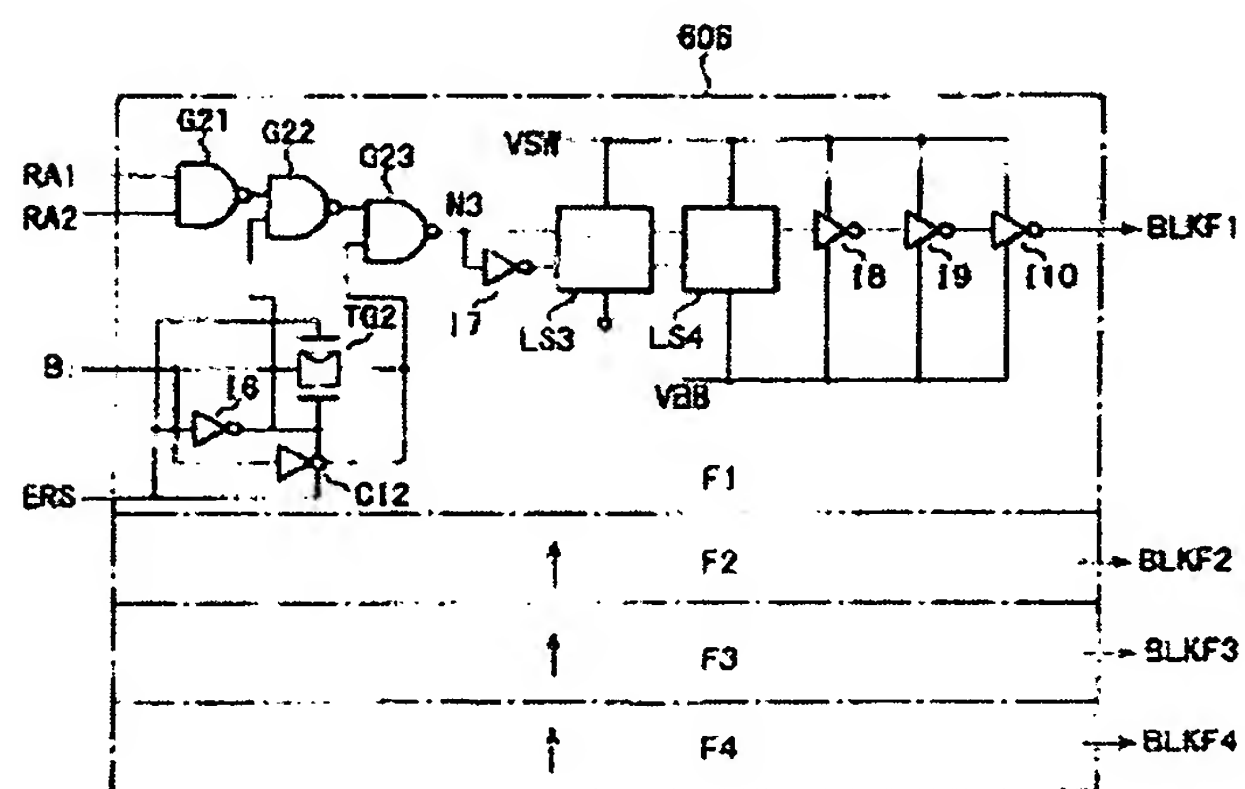 606
G21
G22
G23
VSW
RA1
RA2
N3
BLKF1
I8
I9
I10
I7
TG2
LS3
LS4
B
I6
VBB
ERS
CI2
F1
F2
BLKF2
F3
BLKF3
F4
BLKF4